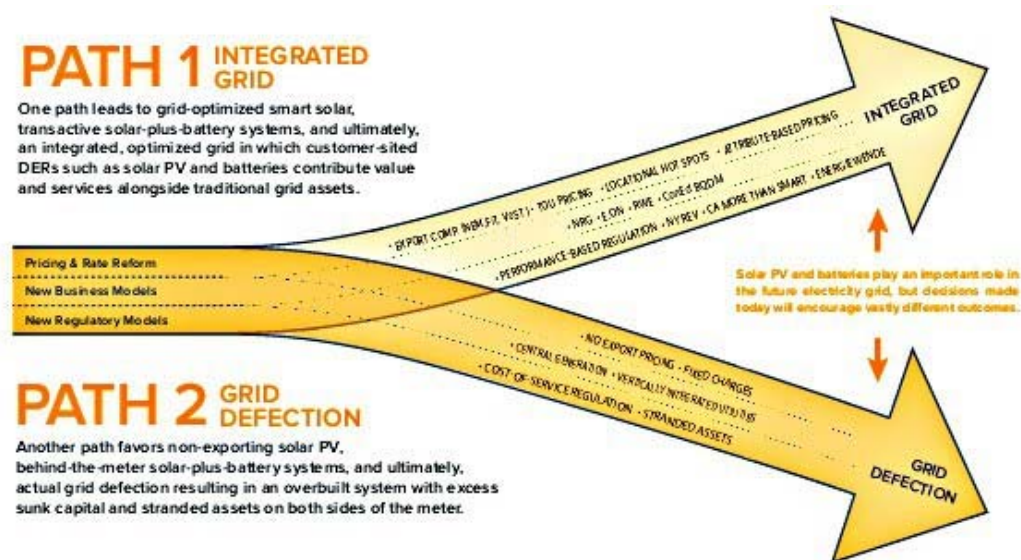 PATH 1 INTEGRATED
GRID
One path leads to grid-optimized smart solar,
transactive solar-plus-battery systems, and ultimately,
an integrated, optimized grid in which customer-sited
DERs such as solar PV and batteries contribute value
and services alongside traditional grid assets.
INTEGRATED
GRID
• EXPORT COMP. (NEM, FiT, VoST) • TOU PRICING • LOCATIONAL HOT SPOTS • ATTRIBUTE-BASED PRICING
• NRG • E.ON • RWE • ConEd BQDM
• PERFORMANCE-BASED REGULATION • NY REV • CA MORE THAN SMART • ENERGIEWENDE
Pricing & Rate Reform
New Business Models
New Regulatory Models
Solar PV and batteries play an important role in
the future electricity grid, but decisions made
today will encourage vastly different outcomes.
• NO EXPORT PRICING • FIXED CHARGES
• CENTRAL GENERATION • VERTICALLY INTEGRATED UTILITIES
• COST-OF-SERVICE REGULATION • STRANDED ASSETS
PATH 2 GRID
DEFECTION
Another path favors non-exporting solar PV,
behind-the-meter solar-plus-battery systems, and ultimately,
actual grid defection resulting in an overbuilt system with excess
sunk capital and stranded assets on both sides of the meter.
GRID
DEFECTION